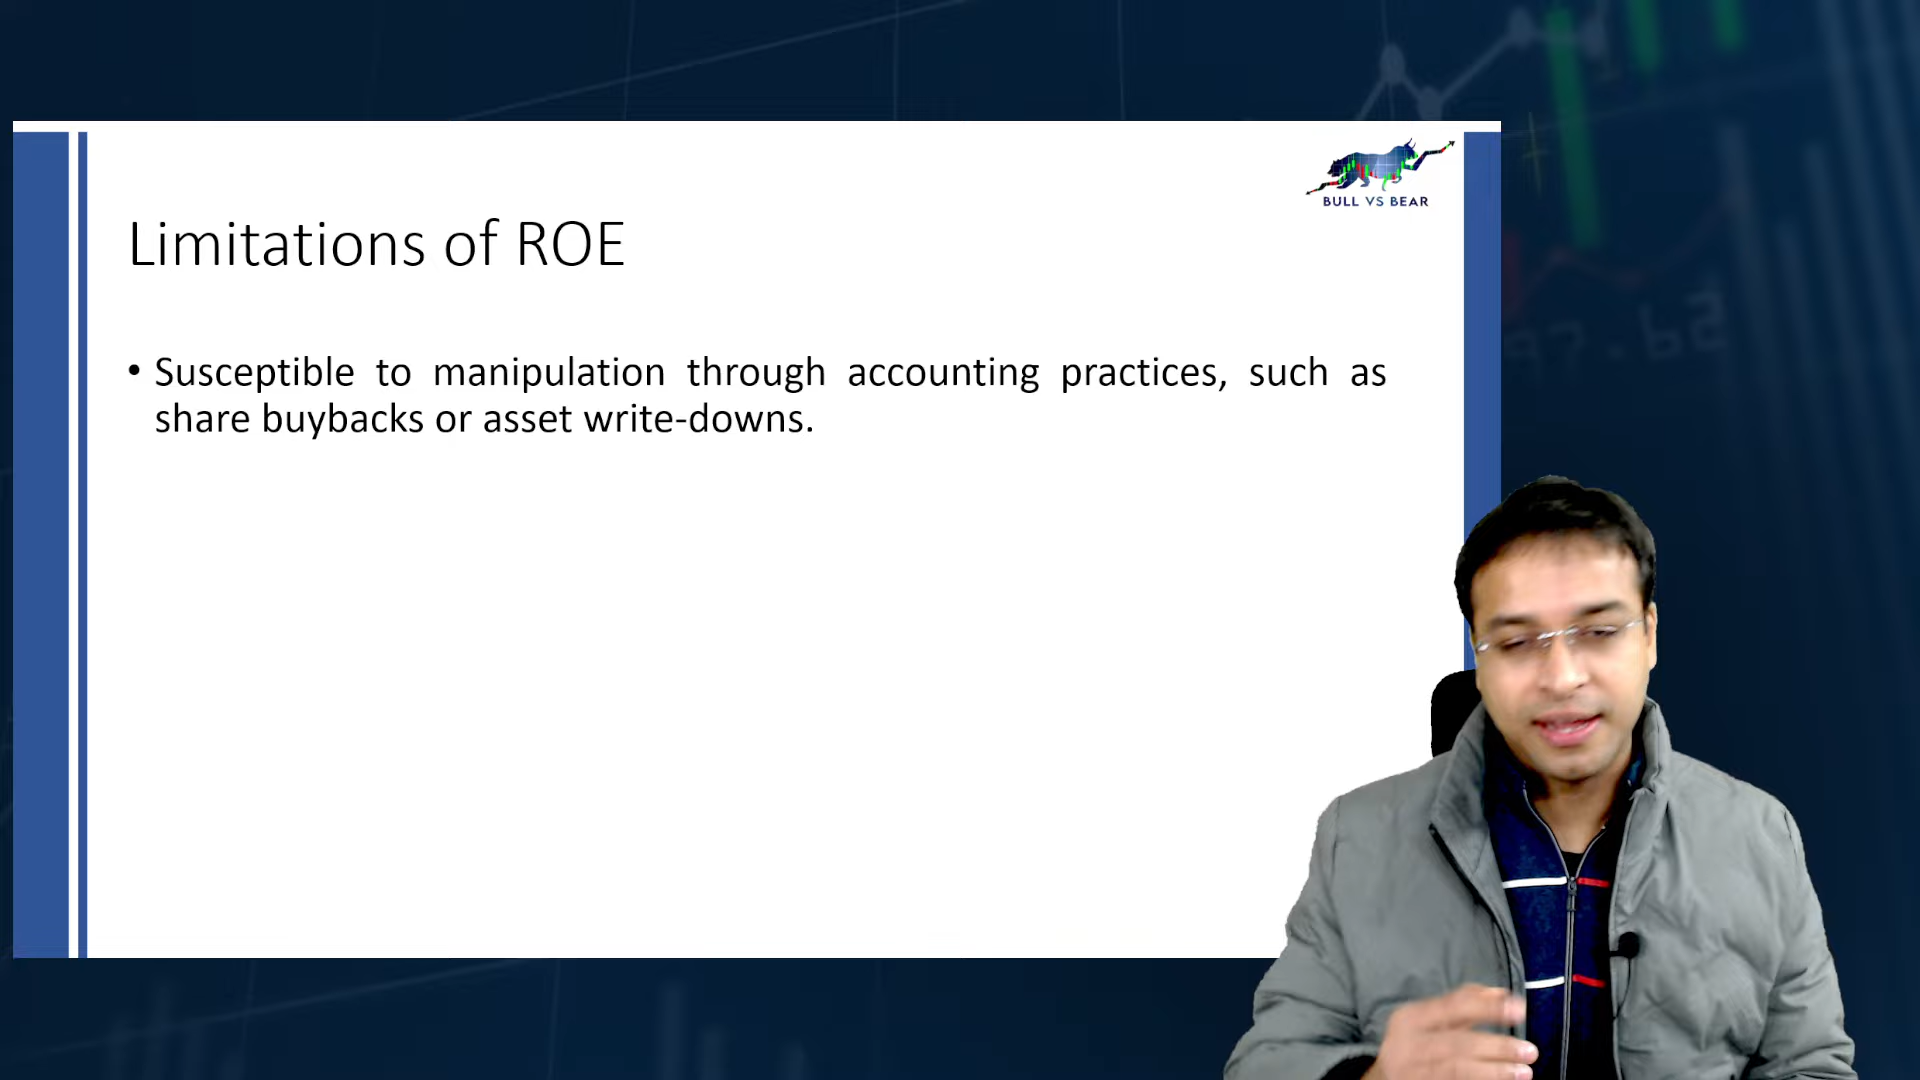 BULL VS BEAR
Limitations of ROE
• Susceptible to manipulation through accounting practices, such as
share buybacks or asset write-downs.